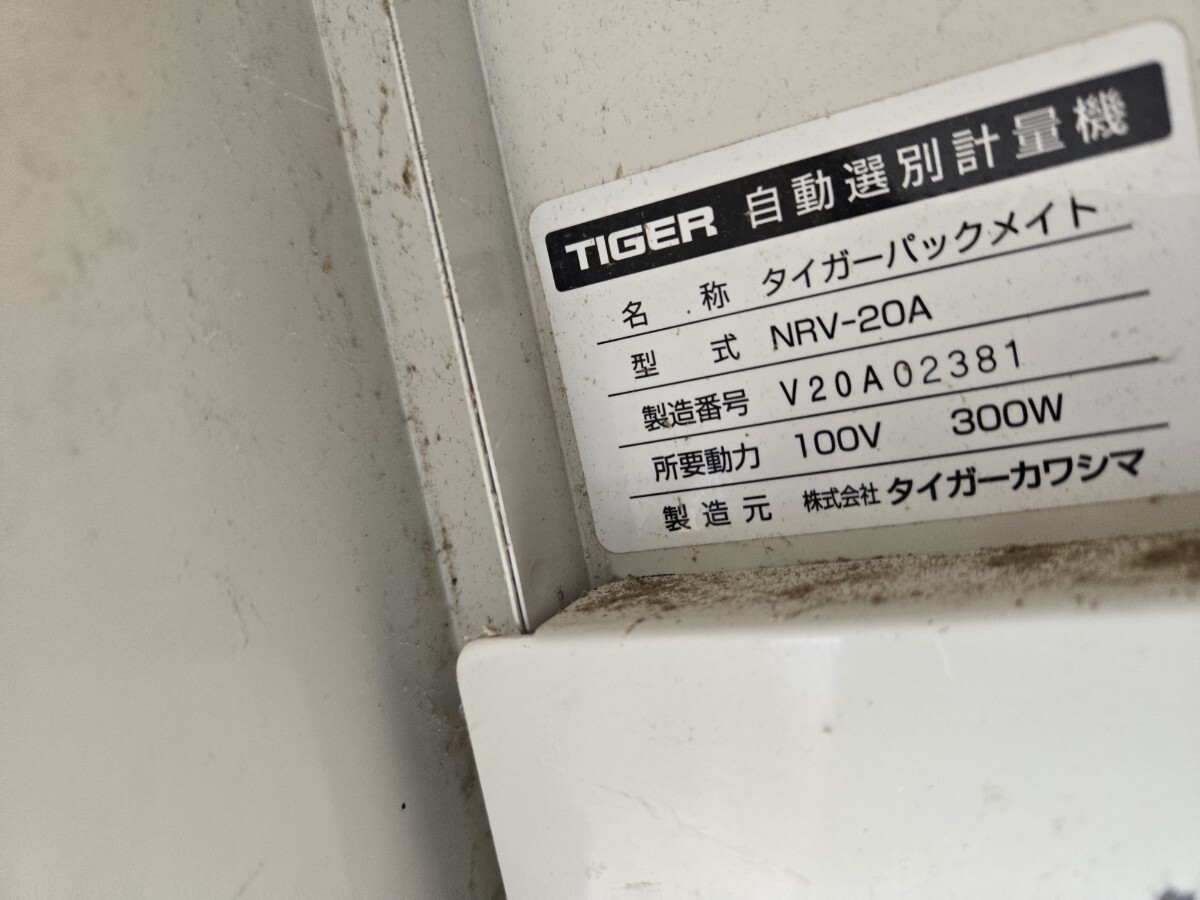 TIGER 自動選別計量機
名称 タイガーパックメイト
型式 NRV-20A
製造番号 V20A02381
所要動力 100V 300W
製造元 株式会社 タイガーカワシマ